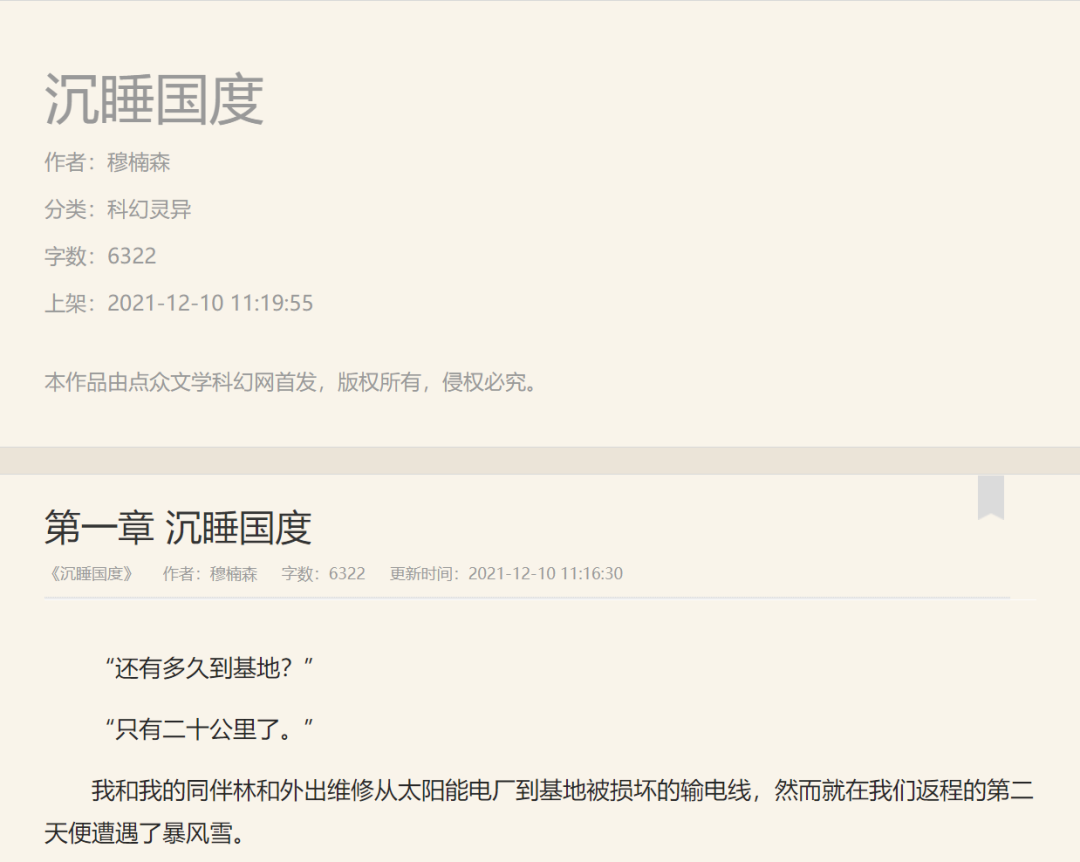 沉睡国度
作者：穆楠森
分类：科幻灵异
字数：6322
上架：2021-12-10 11:19:55
本作品由点众文学科幻网首发，版权所有，侵权必究。
第一章 沉睡国度
《沉睡国度》 作者：穆楠森 字数：6322 更新时间：2021-12-10 11:16:30
“还有多久到基地？”
“只有二十公里了。”
我和我的同伴林和外出维修从太阳能电厂到基地被损坏的输电线，然而就在我们返程的第二
天便遭遇了暴风雪。